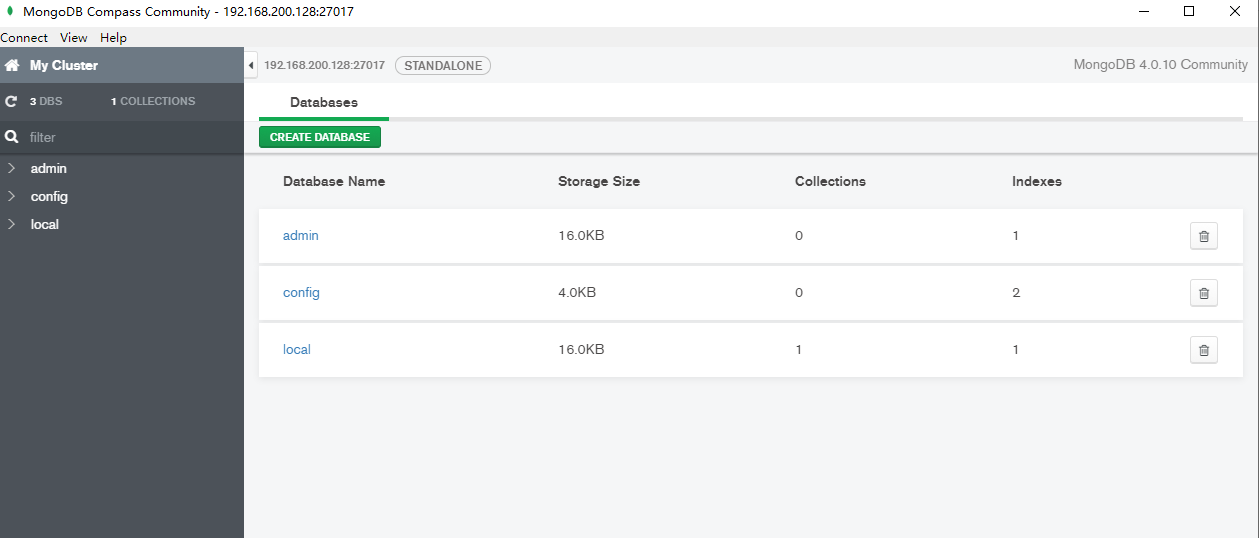 MongoDB Compass Community - 192.168.200.128:27017
Connect View Help
My Cluster
192.168.200.128:27017 STANDALONE
MongoDB 4.0.10 Community
3 DBS 1 COLLECTIONS
filter
admin
config
local
Databases
CREATE DATABASE
Database Name Storage Size Collections Indexes
admin 16.0KB 0 1
config 4.0KB 0 2
local 16.0KB 1 1